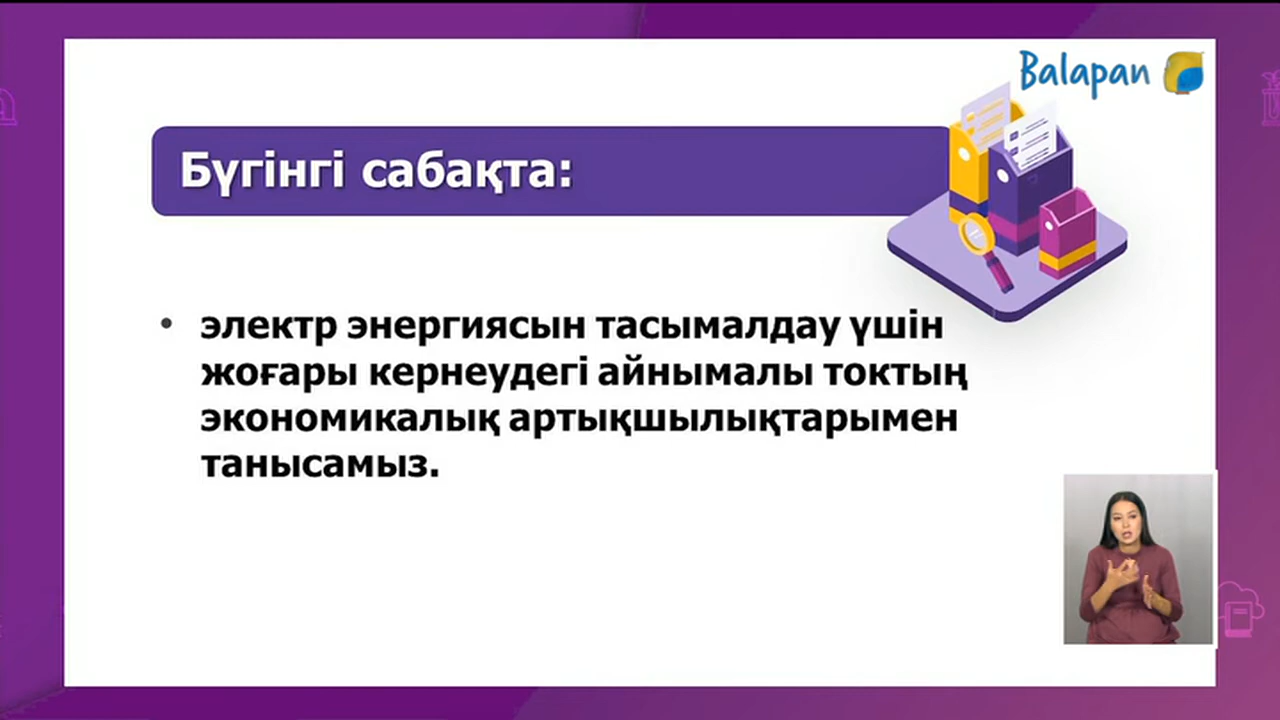 Balapan
Бүгінгі сабақта:
• электр энергиясын тасымалдау үшін
жоғары кернеудегі айнымалы токтың
экономикалық артықшылықтарымен
танысамыз.